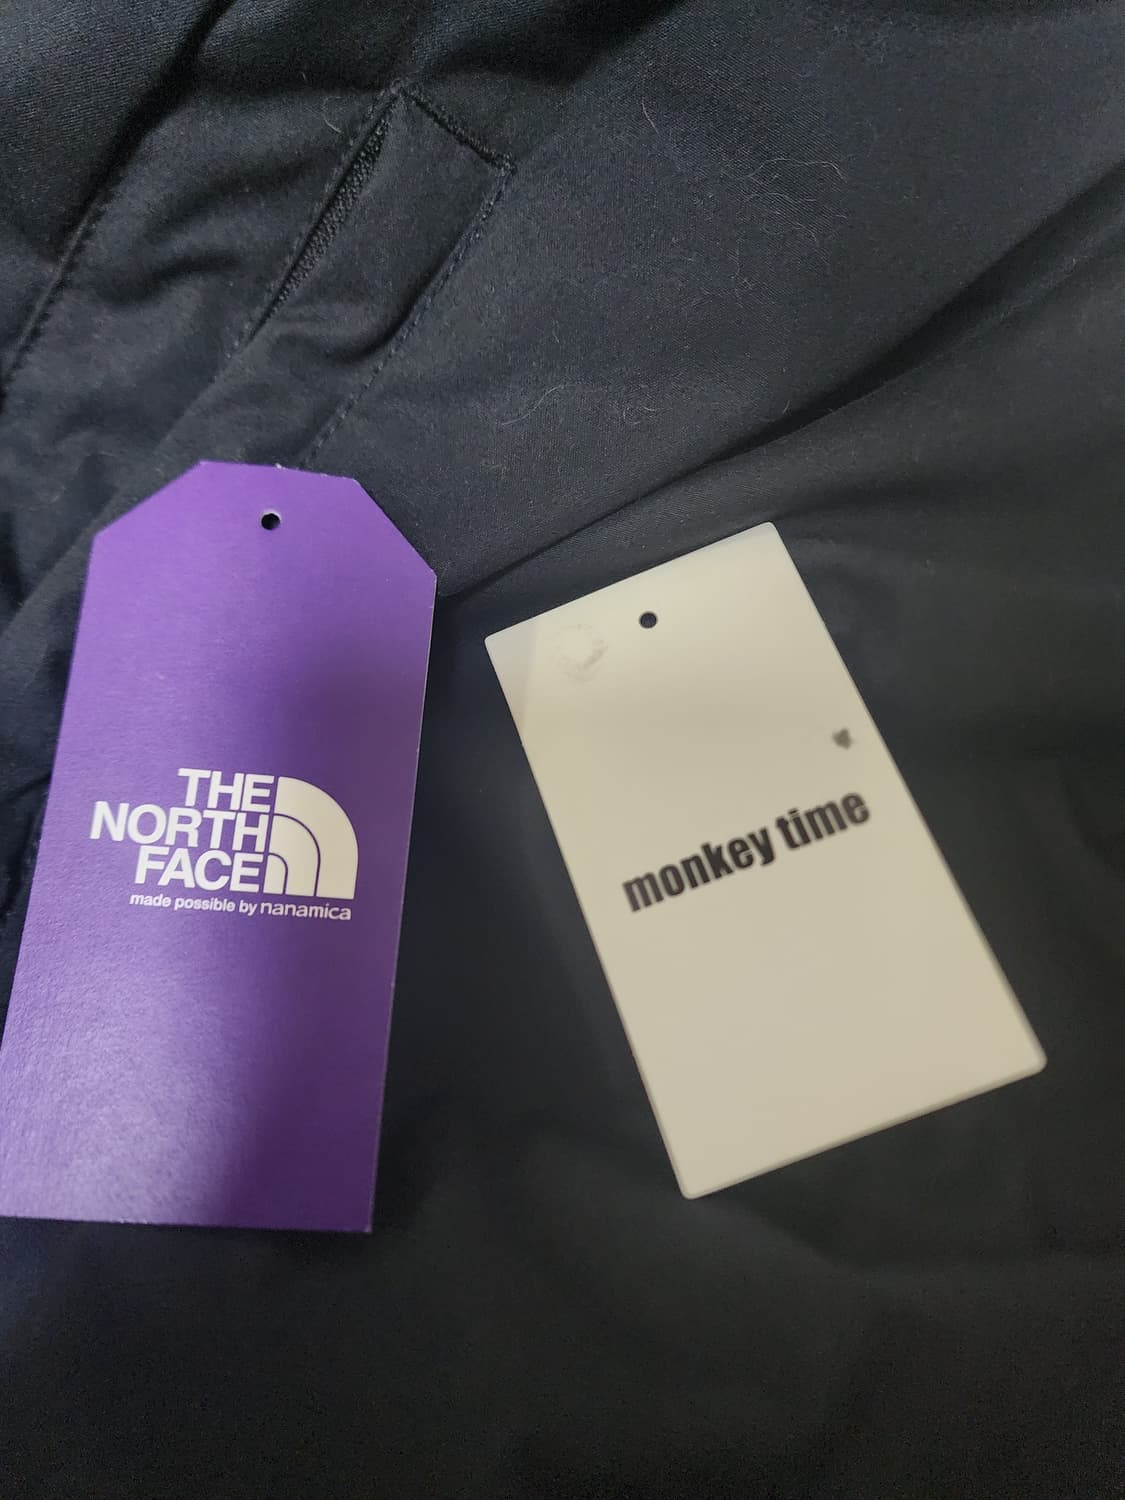 THE
NORTH
FACE
made possible by nanamica
monkey time